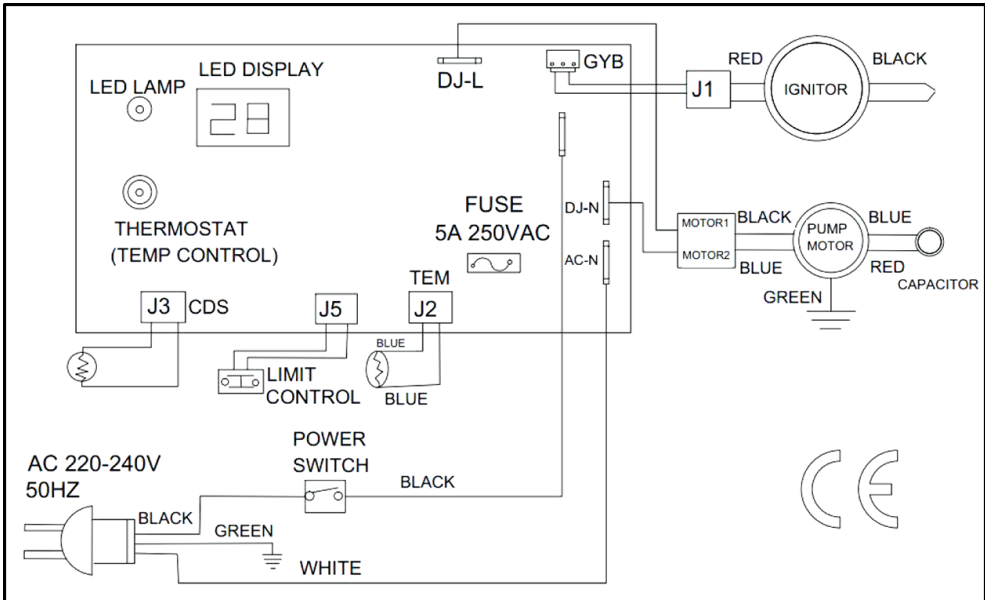 LED LAMP
LED DISPLAY
28
THERMOSTAT
(TEMP CONTROL)
DJ-L
GYB
J1
RED
BLACK
IGNITOR
FUSE
5A 250VAC
DJ-N
AC-N
MOTOR1
MOTOR2
BLACK
BLUE
PUMP
MOTOR
BLUE
RED
CAPACITOR
GREEN
J3
CDS
J5
TEM
J2
BLUE
BLUE
LIMIT
CONTROL
POWER
SWITCH
BLACK
AC 220-240V
50HZ
BLACK
GREEN
WHITE
CE